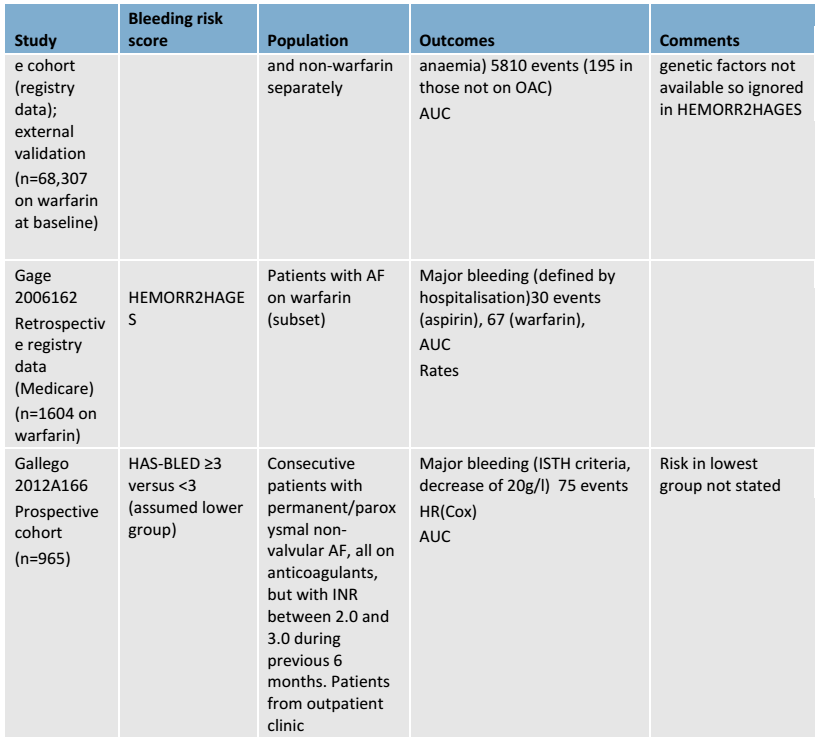 Study
Bleeding risk
score
Population
Outcomes
Comments
e cohort
(registry
data);
external
validation
(n=68,307
on warfarin
at baseline)
and non-warfarin
separately
anaemia) 5810 events (195 in
those not on OAC)
AUC
genetic factors not
available so ignored
in HEMORR2HAGES
Gage
2006162
Retrospectiv
e registry
data
(Medicare)
(n=1604 on
warfarin)
HEMORR2HAGE
S
Patients with AF
on warfarin
(subset)
Major bleeding (defined by
hospitalisation)30 events
(aspirin), 67 (warfarin),
AUC
Rates
Gallego
2012A166
Prospective
cohort
(n=965)
HAS-BLED ≥3
versus <3
(assumed lower
group)
Consecutive
patients with
permanent/parox
ysmal non-
valvular AF, all on
anticoagulants,
but with INR
between 2.0 and
3.0 during
previous 6
months. Patients
from outpatient
clinic
Major bleeding (ISTH criteria,
decrease of 20g/l)  75 events
HR(Cox)
AUC
Risk in lowest
group not stated